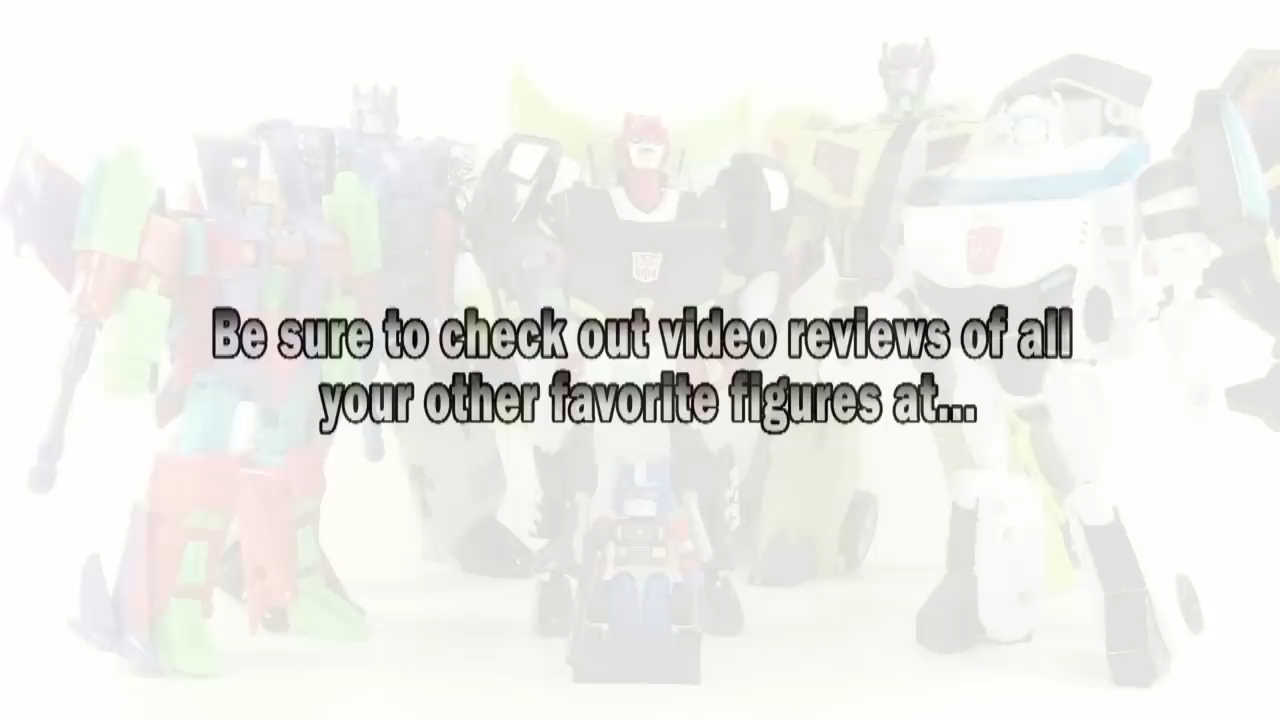 Be sure to check out video reviews of all
your other favorite figures at...